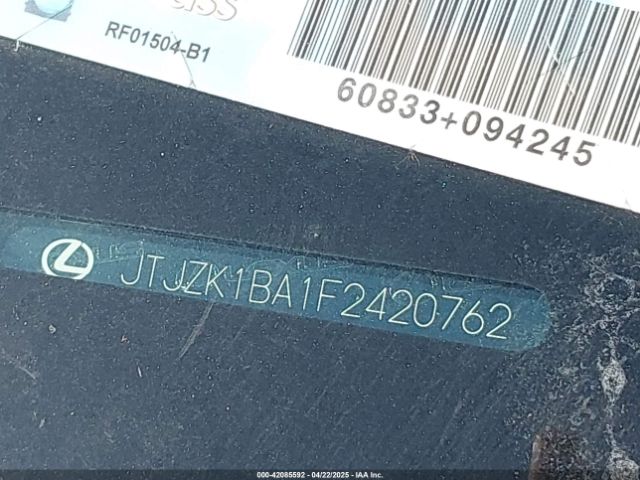 RF01504-B1
60833+094245
JTJZK1BA1F2420762
000-42085592 - 04/22/2025 - IAA Inc.